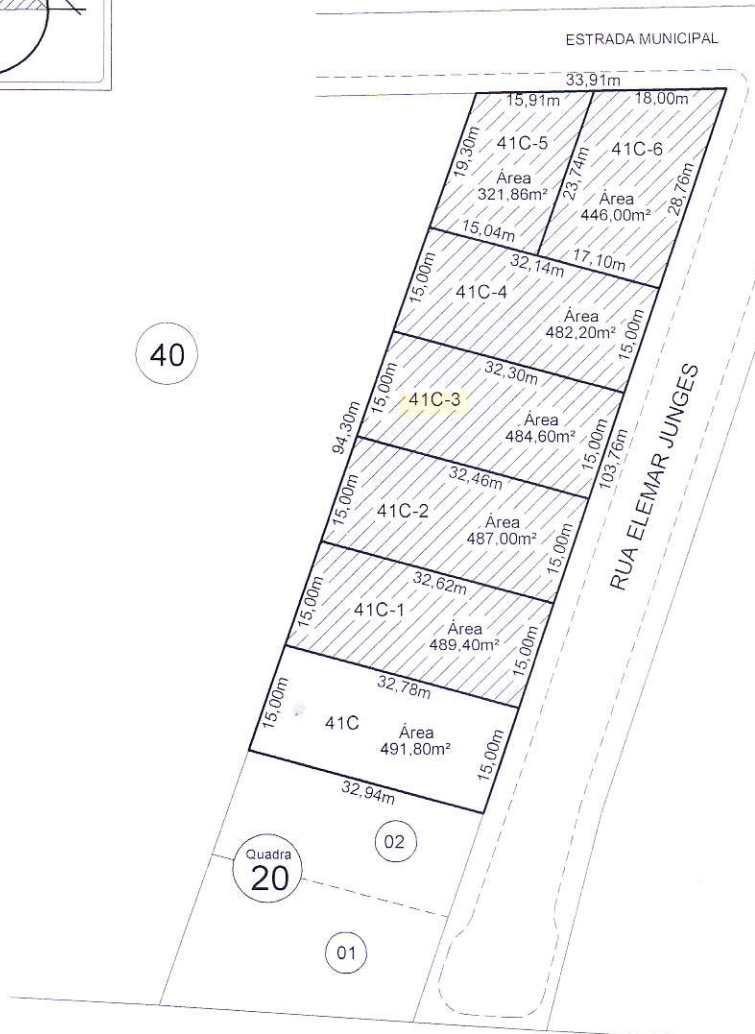 ESTRADA MUNICIPAL
33,91m
15,91m
18,00m
19,30m
41C-5
Área
321,86m²
23,74m
41C-6
Área
446,00m²
28,76m
15,04m
17,10m
32,14m
15,00m
41C-4
Área
482,20m²
15,00m
40
32,30m
15,00m
41C-3
Área
484,60m²
15,00m
94,30m
103,76m
RUA ELEMAR JUNGES
32,46m
15,00m
41C-2
Área
487,00m²
15,00m
32,62m
15,00m
41C-1
Área
489,40m²
15,00m
32,78m
15,00m
41C
Área
491,80m²
15,00m
32,94m
02
Quadra
20
01